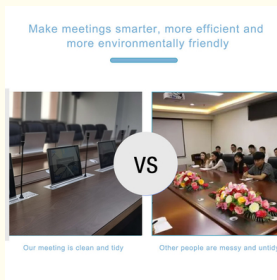 Make meetings smarter, more efficient and
more environmentally friendly
VS
Our meeting is clean and tidy
Other people are messy and untidy